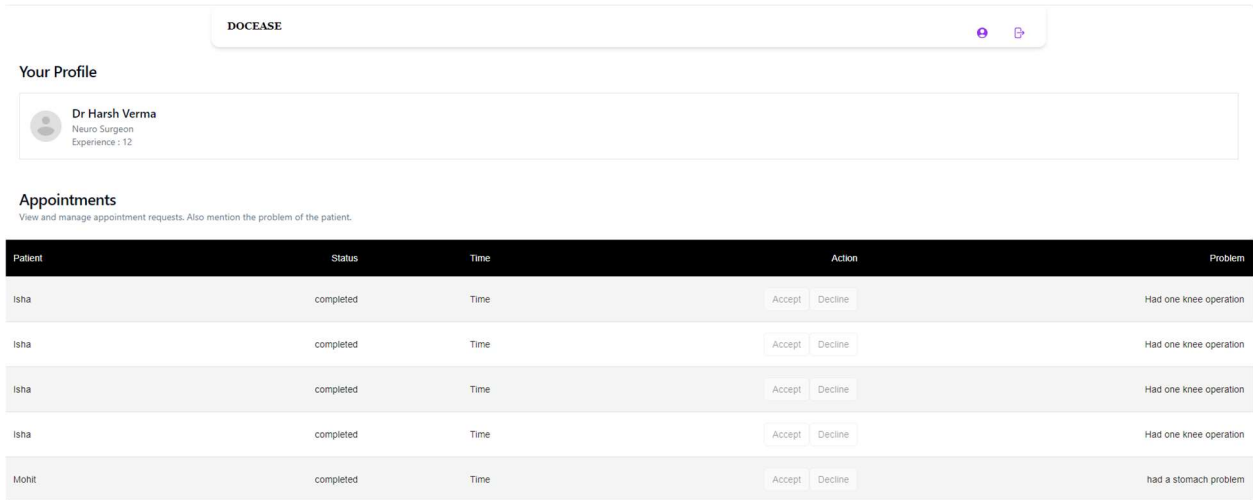 DOCEASE
Your Profile
Dr Harsh Verma
Neuro Surgeon
Experience : 12
Appointments
View and manage appointment requests. Also mention the problem of the patient.
Patient Status Time Action Problem
Isha completed Time Accept Decline Had one knee operation
Isha completed Time Accept Decline Had one knee operation
Isha completed Time Accept Decline Had one knee operation
Isha completed Time Accept Decline Had one knee operation
Mohit completed Time Accept Decline had a stomach problem